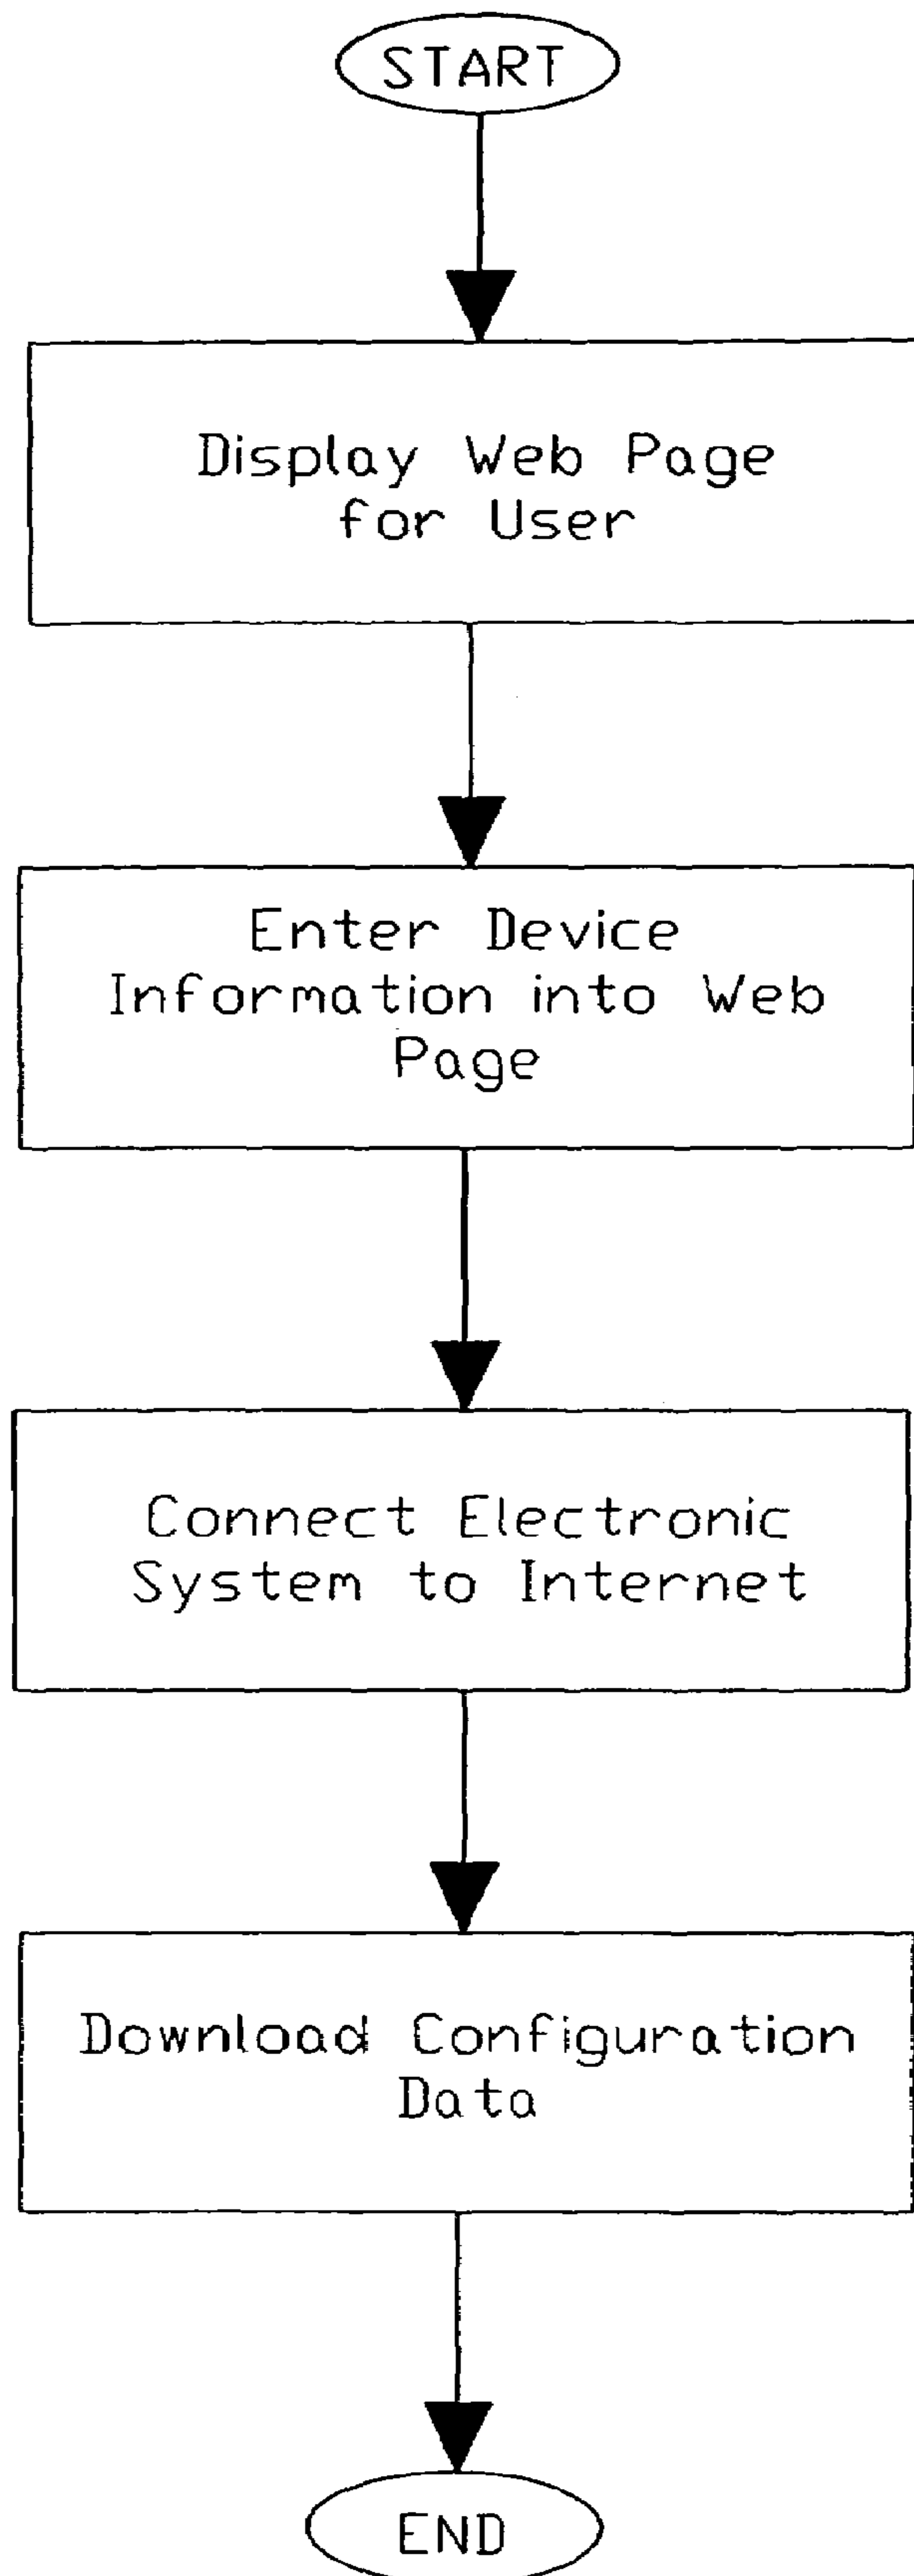 START
Display Web Page
for User
Enter Device
Information into Web
Page
Connect Electronic
System to Internet
Download Configuration
Data
END